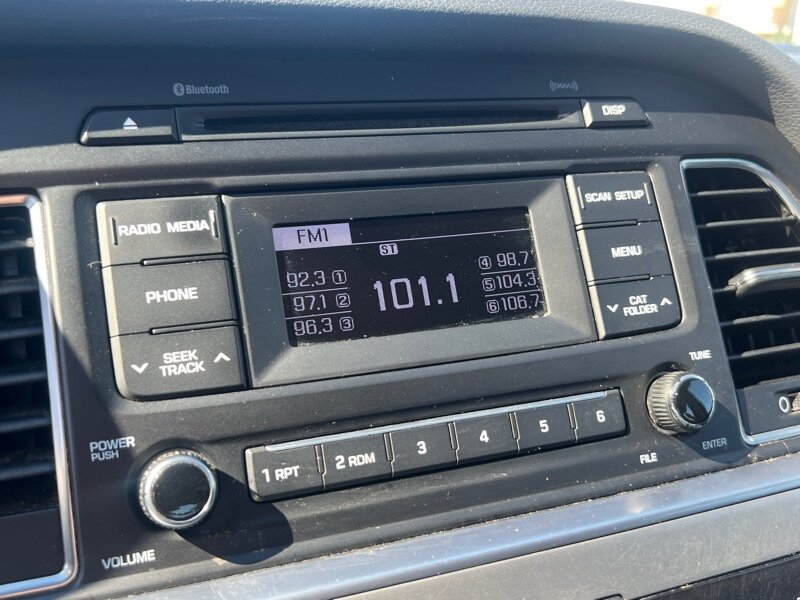 Bluetooth
DISP
RADIO MEDIA
PHONE
SEEK
TRACK
FM1
ST
92.3 1
97.1 2
96.3 3
101.1
4 98.7
5 104.3
6 106.7
SCAN SETUP
MENU
CAT
FOLDER
TUNE
POWER
PUSH
1 RPT
2 RDM
3
4
5
6
FILE
ENTER
VOLUME
0